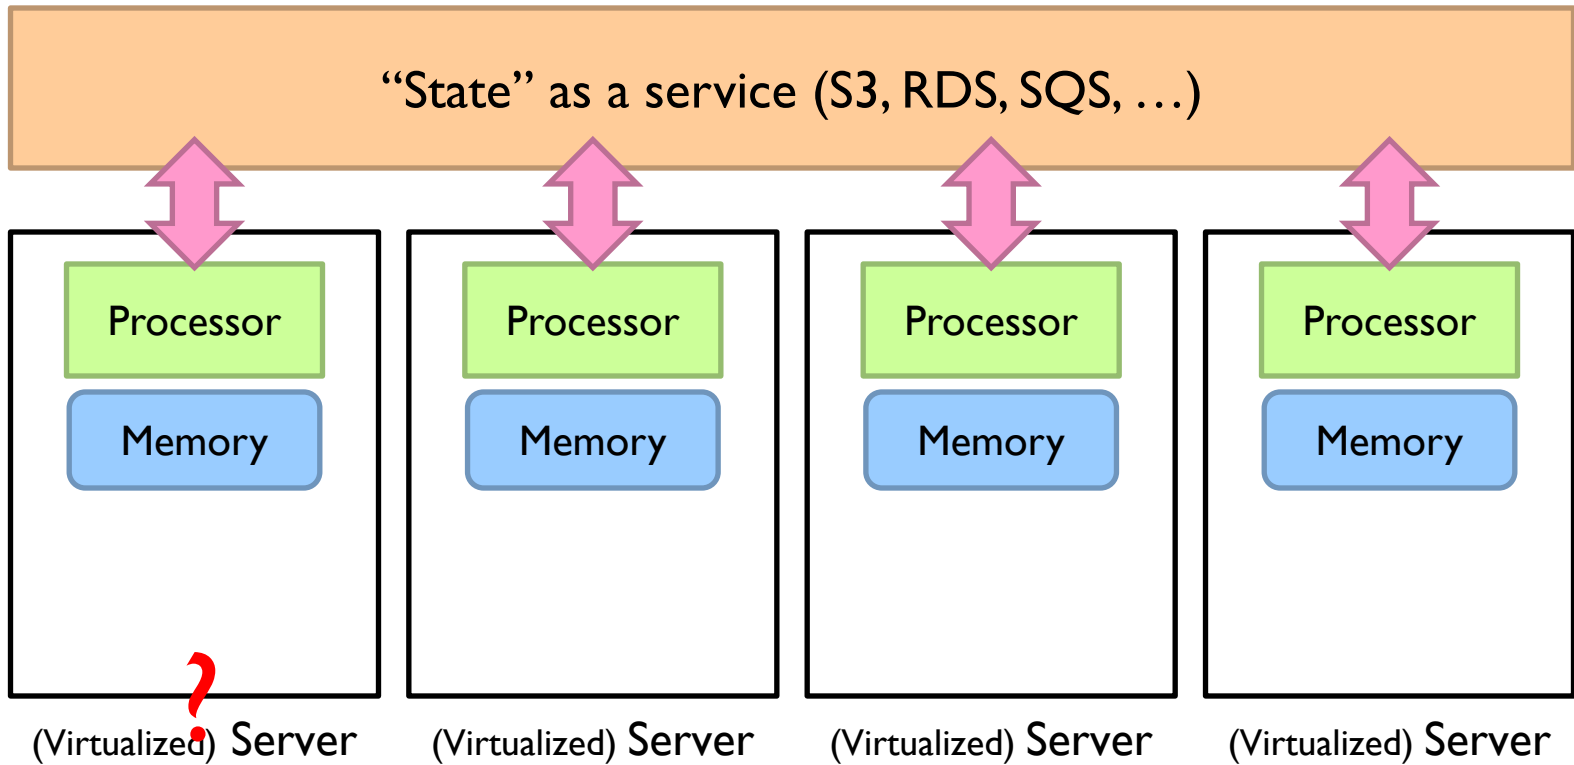 “State” as a service (S3, RDS, SQS, …)
Processor
Processor
Processor
Processor
Memory
Memory
Memory
Memory
?
(Virtualized) Server
(Virtualized) Server
(Virtualized) Server
(Virtualized) Server